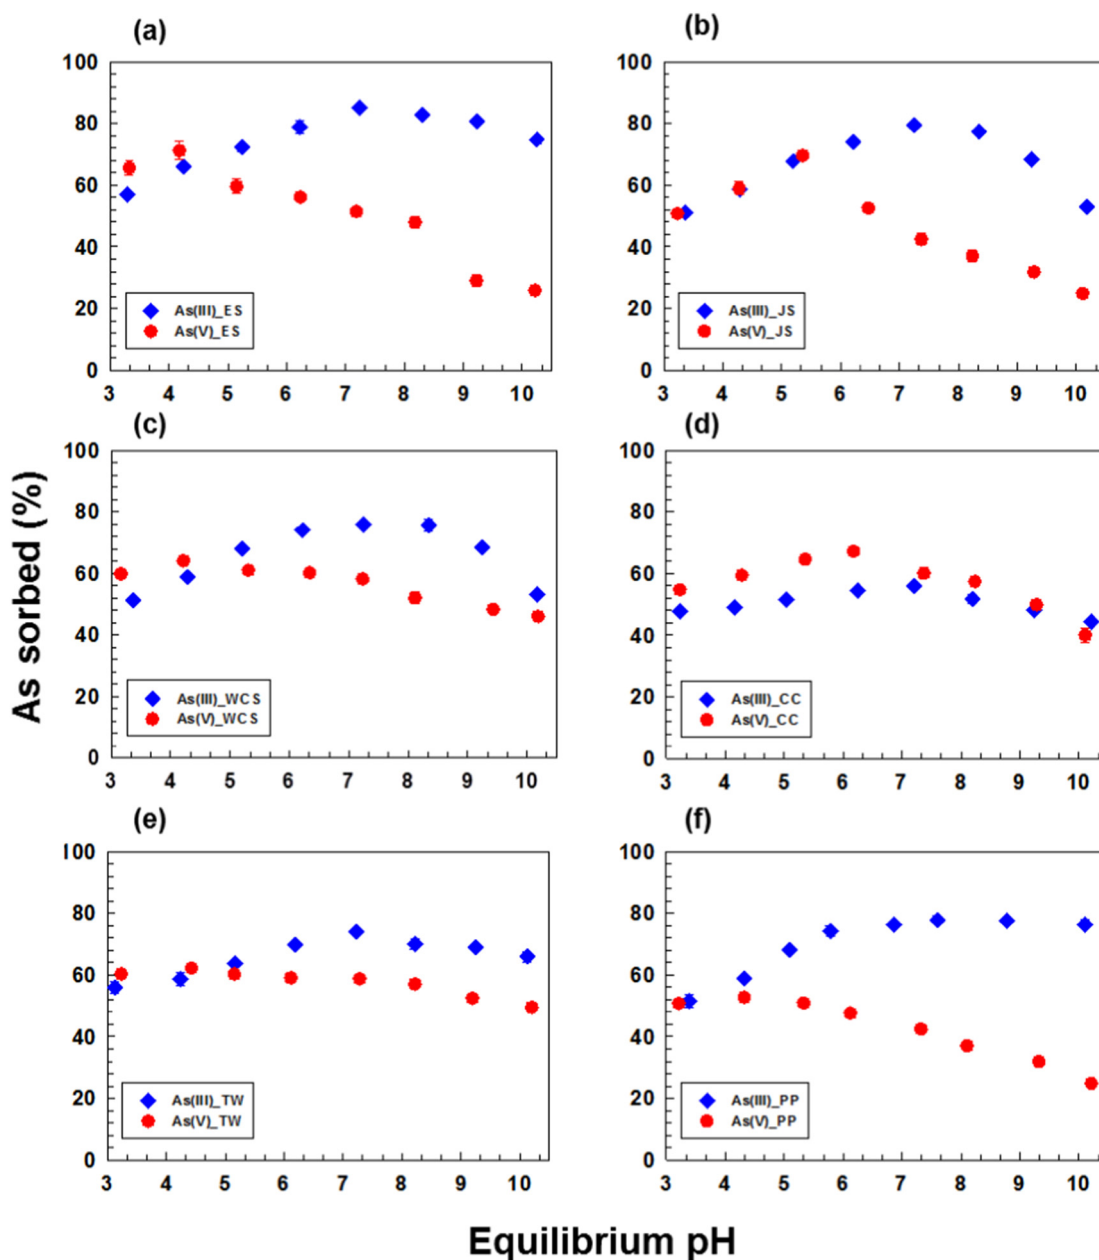 (a)
(b)
100
80
60
40
20
0
As(III)_ES
As(V)_ES
3 4 5 6 7 8 9 10
100
80
60
40
20
0
As(III)_JS
As(V)_JS
3 4 5 6 7 8 9 10
(c)
(d)
As sorbed (%)
100
80
60
40
20
0
As(III)_WCS
As(V)_WCS
3 4 5 6 7 8 9 10
100
80
60
40
20
0
As(III)_CC
As(V)_CC
3 4 5 6 7 8 9 10
(e)
(f)
100
80
60
40
20
0
As(III)_TW
As(V)_TW
3 4 5 6 7 8 9 10
100
80
60
40
20
0
As(III)_PP
As(V)_PP
3 4 5 6 7 8 9 10
Equilibrium pH